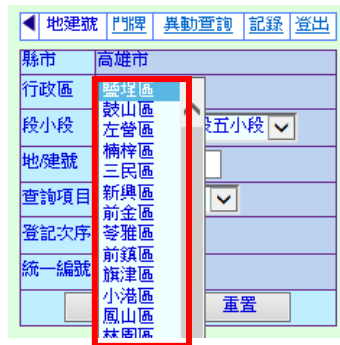 地建號 門牌 異動查詢 記錄 登出
縣市 高雄市
行政區 鹽埕區
鼓山區
段小段 左營區 段五小段
楠梓區
地/建號 三民區
查詢項目 新興區
前金區
登記次序 苓雅區
前鎮區
統一編號 旗津區
小港區
重置
鳳山區
林園區